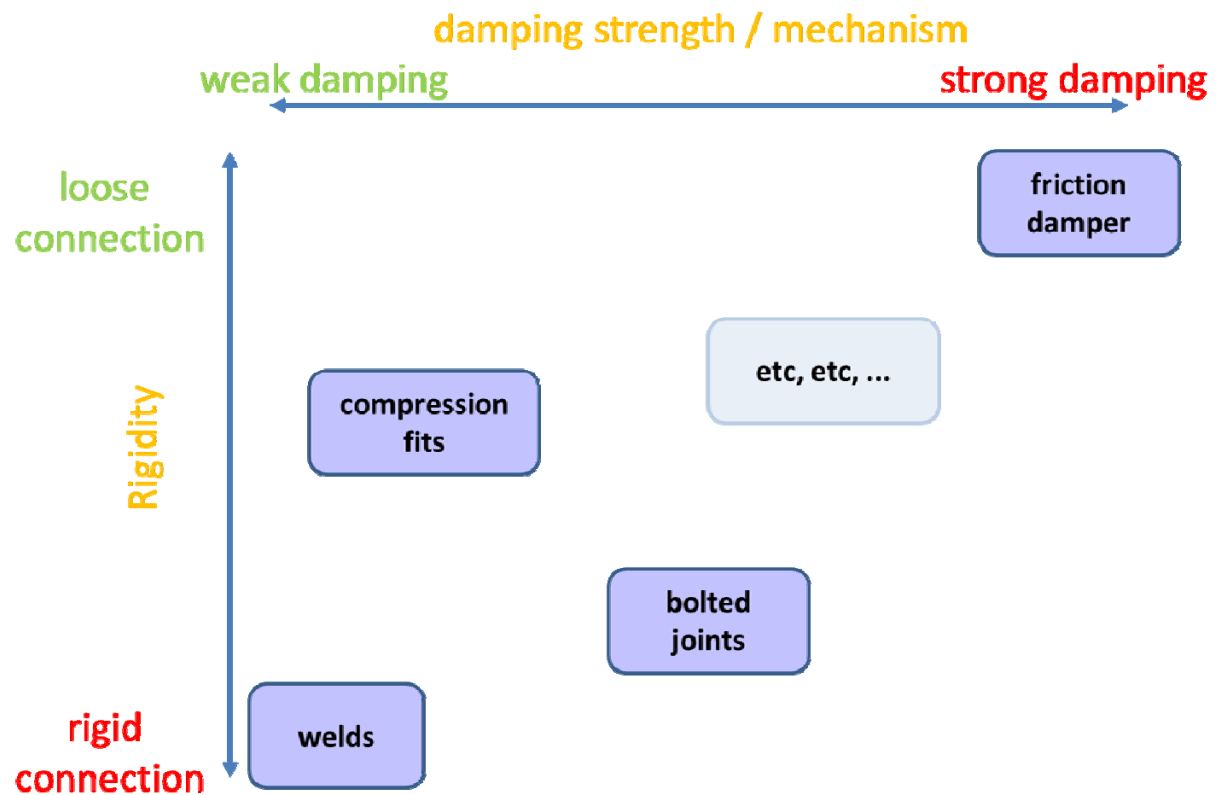 damping strength / mechanism
weak damping
strong damping
loose
connection
friction
damper
etc, etc, ...
compression
fits
Rigidity
bolted
joints
rigid
connection
welds